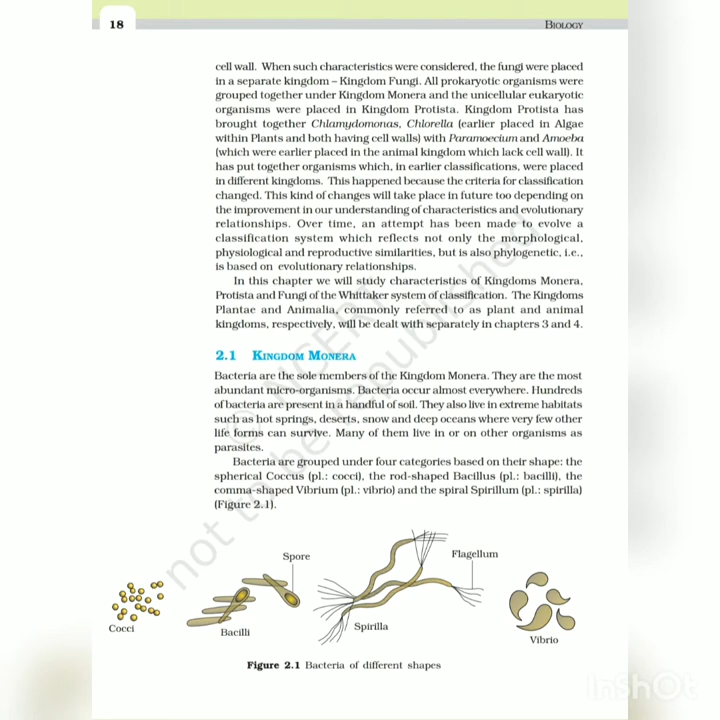 18
BIOLOGY
cell wall. When such characteristics were considered, the fungi were placed
in a separate kingdom – Kingdom Fungi. All prokaryotic organisms were
grouped together under Kingdom Monera and the unicellular eukaryotic
organisms were placed in Kingdom Protista. Kingdom Protista has
brought together Chlamydomonas, Chlorella (earlier placed in Algae
within Plants and both having cell walls) with Paramoecium and Amoeba
(which were earlier placed in the animal kingdom which lack cell wall). It
has put together organisms which, in earlier classifications, were placed
in different kingdoms. This happened because the criteria for classification
changed. This kind of changes will take place in future too depending on
the improvement in our understanding of characteristics and evolutionary
relationships. Over time, an attempt has been made to evolve a
classification system which reflects not only the morphological,
physiological and reproductive similarities, but is also phylogenetic, i.e.,
is based on evolutionary relationships.
In this chapter we will study characteristics of Kingdoms Monera,
Protista and Fungi of the Whittaker system of classification. The Kingdoms
Plantae and Animalia, commonly referred to as plant and animal
kingdoms, respectively, will be dealt with separately in chapters 3 and 4.
2.1 KINGDOM MONERA
Bacteria are the sole members of the Kingdom Monera. They are the most
abundant micro-organisms. Bacteria occur almost everywhere. Hundreds
of bacteria are present in a handful of soil. They also live in extreme habitats
such as hot springs, deserts, snow and deep oceans where very few other
life forms can survive. Many of them live in or on other organisms as
parasites.
Bacteria are grouped under four categories based on their shape: the
spherical Coccus (pl.: cocci), the rod-shaped Bacillus (pl.: bacilli), the
comma-shaped Vibrium (pl.: vibrio) and the spiral Spirillum (pl.: spirilla)
(Figure 2.1).
Spore
Flagellum
Cocci
Bacilli
Spirilla
Vibrio
Figure 2.1 Bacteria of different shapes
© NCERT
not to be republished
InShOt